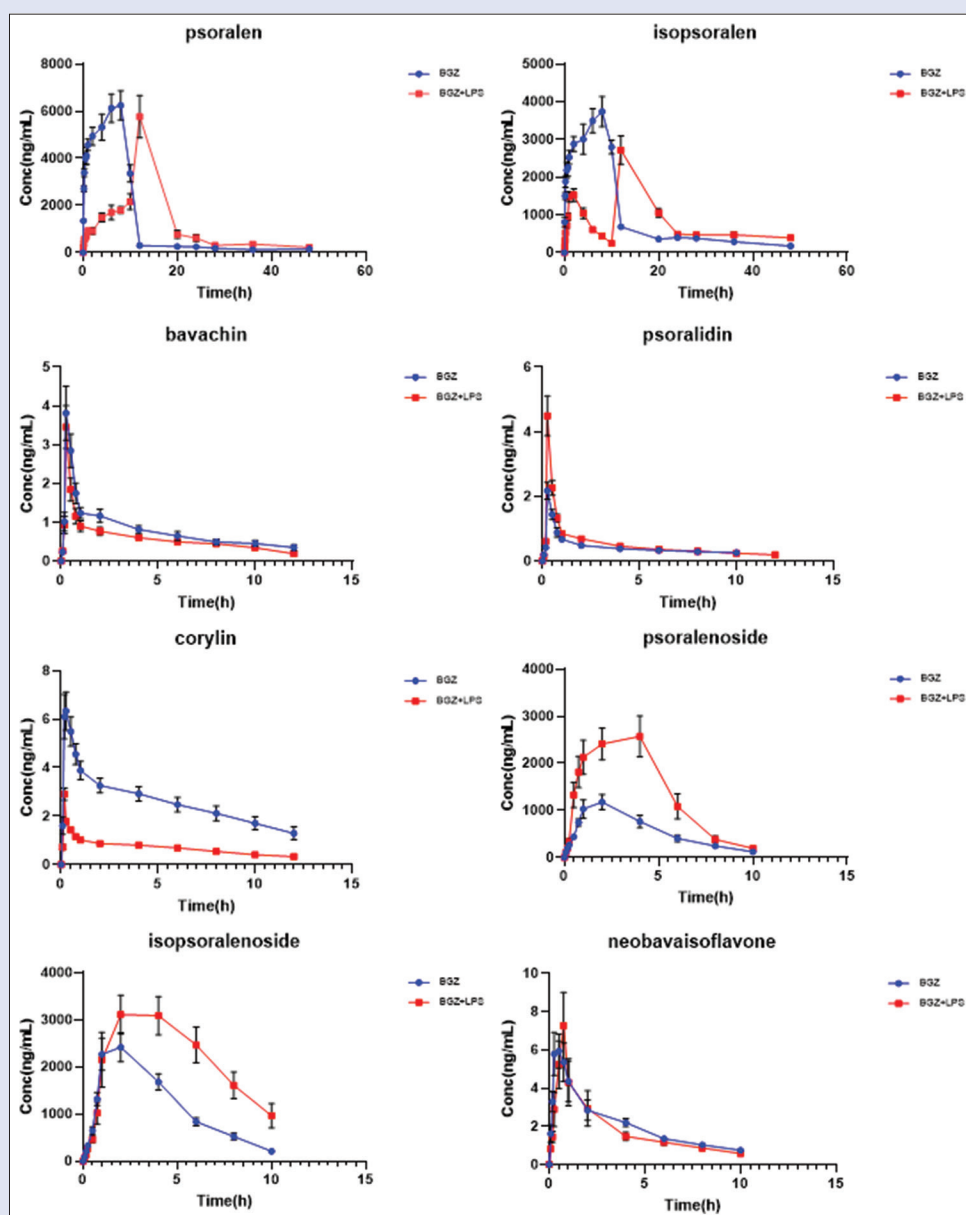 psoralen
8000
6000
4000
2000
0
Conc(ng/mL)
0 20 40 60
Time(h)
BGZ
BGZ+LPS
isopsoralen
5000
4000
3000
2000
1000
0
Conc(ng/mL)
0 20 40 60
Time(h)
BGZ
BGZ+LPS
bavachin
5
4
3
2
1
0
Conc(ng/mL)
0 5 10 15
Time(h)
BGZ
BGZ+LPS
psoralidin
6
4
2
0
Conc(ng/mL)
0 5 10 15
Time(h)
BGZ
BGZ+LPS
corylin
8
6
4
2
0
Conc(ng/mL)
0 5 10 15
Time(h)
BGZ
BGZ+LPS
psoralenoside
4000
3000
2000
1000
0
Conc(ng/mL)
0 5 10 15
Time(h)
BGZ
BGZ+LPS
isopsoralenoside
4000
3000
2000
1000
0
Conc(ng/mL)
0 5 10 15
Time(h)
BGZ
BGZ+LPS
neobavaisoflavone
10
8
6
4
2
0
Conc(ng/mL)
0 5 10 15
Time(h)
BGZ
BGZ+LPS